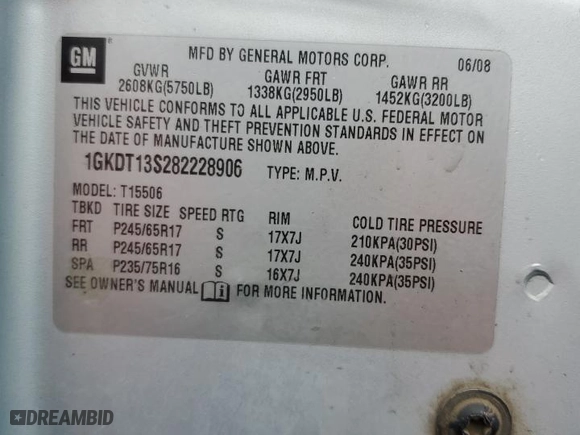 GM
MFD BY GENERAL MOTORS CORP. 06/08
GVWR GAWR FRT GAWR RR
2608KG(5750LB) 1338KG(2950LB) 1452KG(3200LB)
THIS VEHICLE CONFORMS TO ALL APPLICABLE U.S. FEDERAL MOTOR
VEHICLE SAFETY AND THEFT PREVENTION STANDARDS IN EFFECT ON
THE DATE OF MANUFACTURE SHOWN ABOVE.
1GKDT13S282228906 TYPE: M.P.V.
MODEL: T15506
TBKD TIRE SIZE SPEED RTG RIM COLD TIRE PRESSURE
FRT P245/65R17 S 17X7J 210KPA(30PSI)
RR P245/65R17 S 17X7J 240KPA(35PSI)
SPA P235/75R16 S 16X7J 240KPA(35PSI)
SEE OWNER'S MANUAL FOR MORE INFORMATION.
DREAMBID